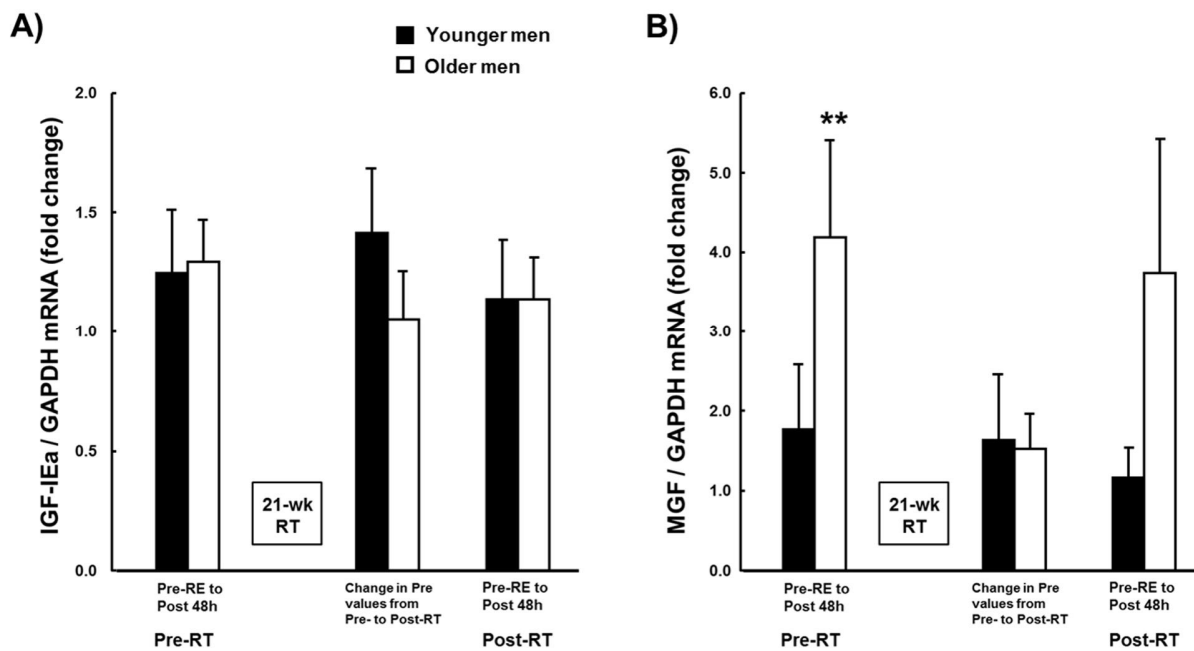 A)
Younger men
Older men
IGF-IEa / GAPDH mRNA (fold change)
2.0
1.5
1.0
0.5
0.0
21-wk
RT
Pre-RE to
Post 48h
Change in Pre
values from
Pre- to Post-RT
Pre-RE to
Post 48h
Pre-RT
Post-RT
B)
MGF / GAPDH mRNA (fold change)
6.0
5.0
4.0
3.0
2.0
1.0
0.0
**
21-wk
RT
Pre-RE to
Post 48h
Change in Pre
values from
Pre- to Post-RT
Pre-RE to
Post 48h
Pre-RT
Post-RT